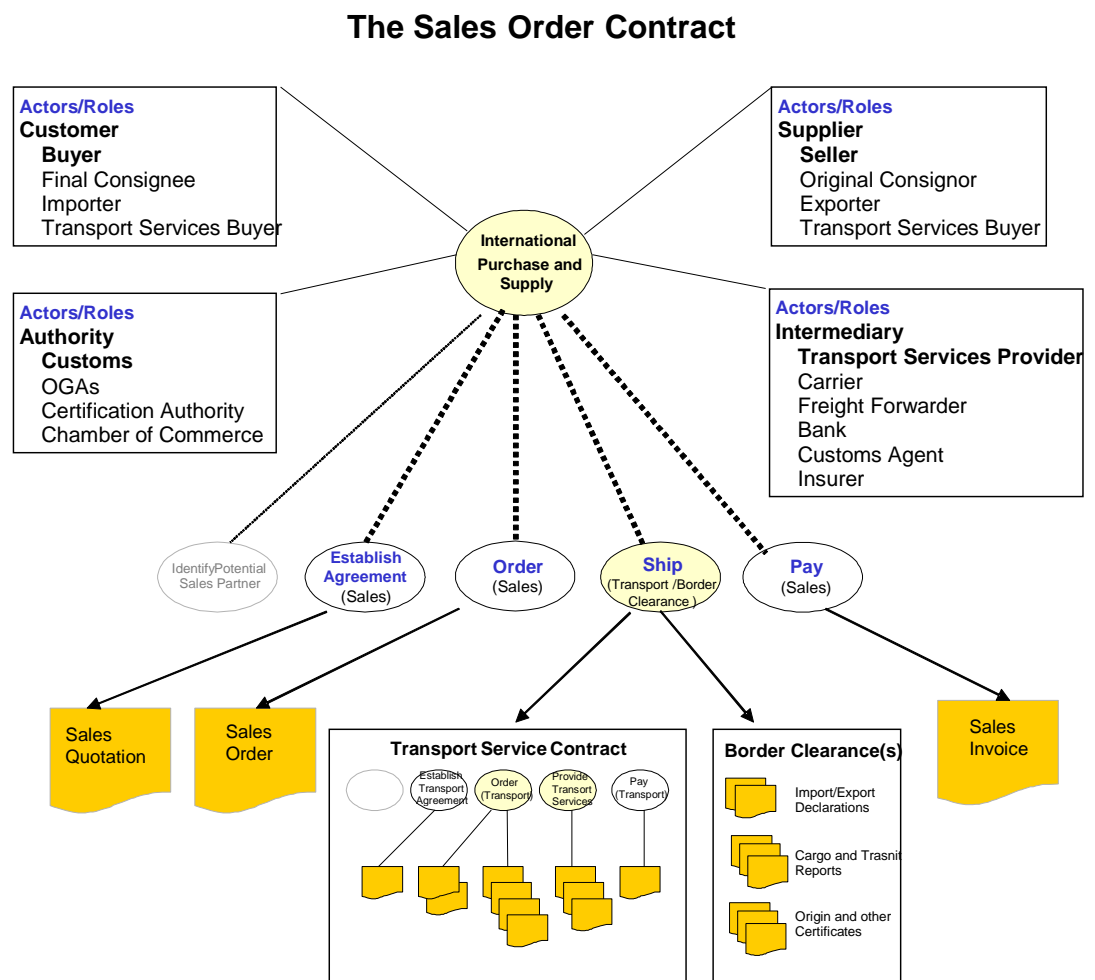 The Sales Order Contract
Actors/Roles
Customer
Buyer
Final Consignee
Importer
Transport Services Buyer
Actors/Roles
Supplier
Seller
Original Consignor
Exporter
Transport Services Buyer
International
Purchase and
Supply
Actors/Roles
Authority
Customs
OGAs
Certification Authority
Chamber of Commerce
Actors/Roles
Intermediary
Transport Services Provider
Carrier
Freight Forwarder
Bank
Customs Agent
Insurer
IdentifyPotential
Sales Partner
Establish
Agreement
(Sales)
Order
(Sales)
Ship
(Transport /Border
Clearance )
Pay
(Sales)
Sales
Quotation
Sales
Order
Transport Service Contract
Establish
Transport
Agreement
Order
(Transport)
Provide
Transort
Services
Pay
(Transport)
Border Clearance(s)
Import/Export
Declarations
Cargo and Trasnit
Reports
Origin and other
Certificates
Sales
Invoice